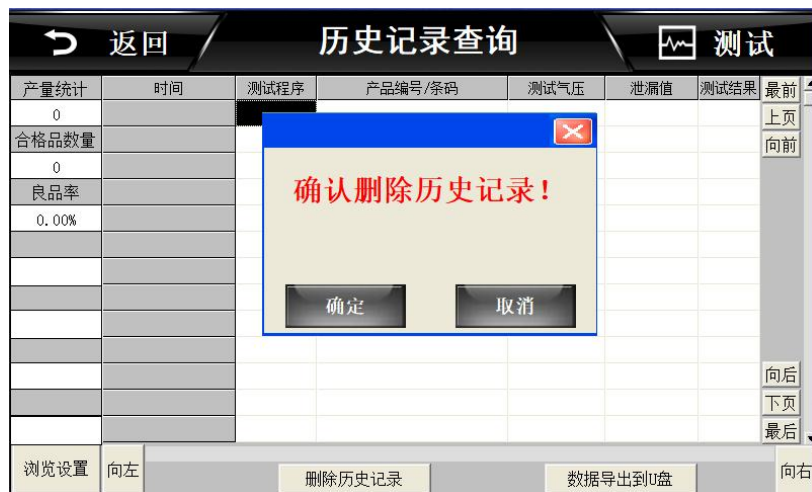 返回
历史记录查询
测试
产量统计 时间 测试程序 产品编号/条码 测试气压 泄漏值 测试结果 最前
0
上页
合格品数量
向前
0
良品率
确认删除历史记录！
0.00%
确定 取消
向后
下页
最后
浏览设置 向左 向右
删除历史记录 数据导出到U盘